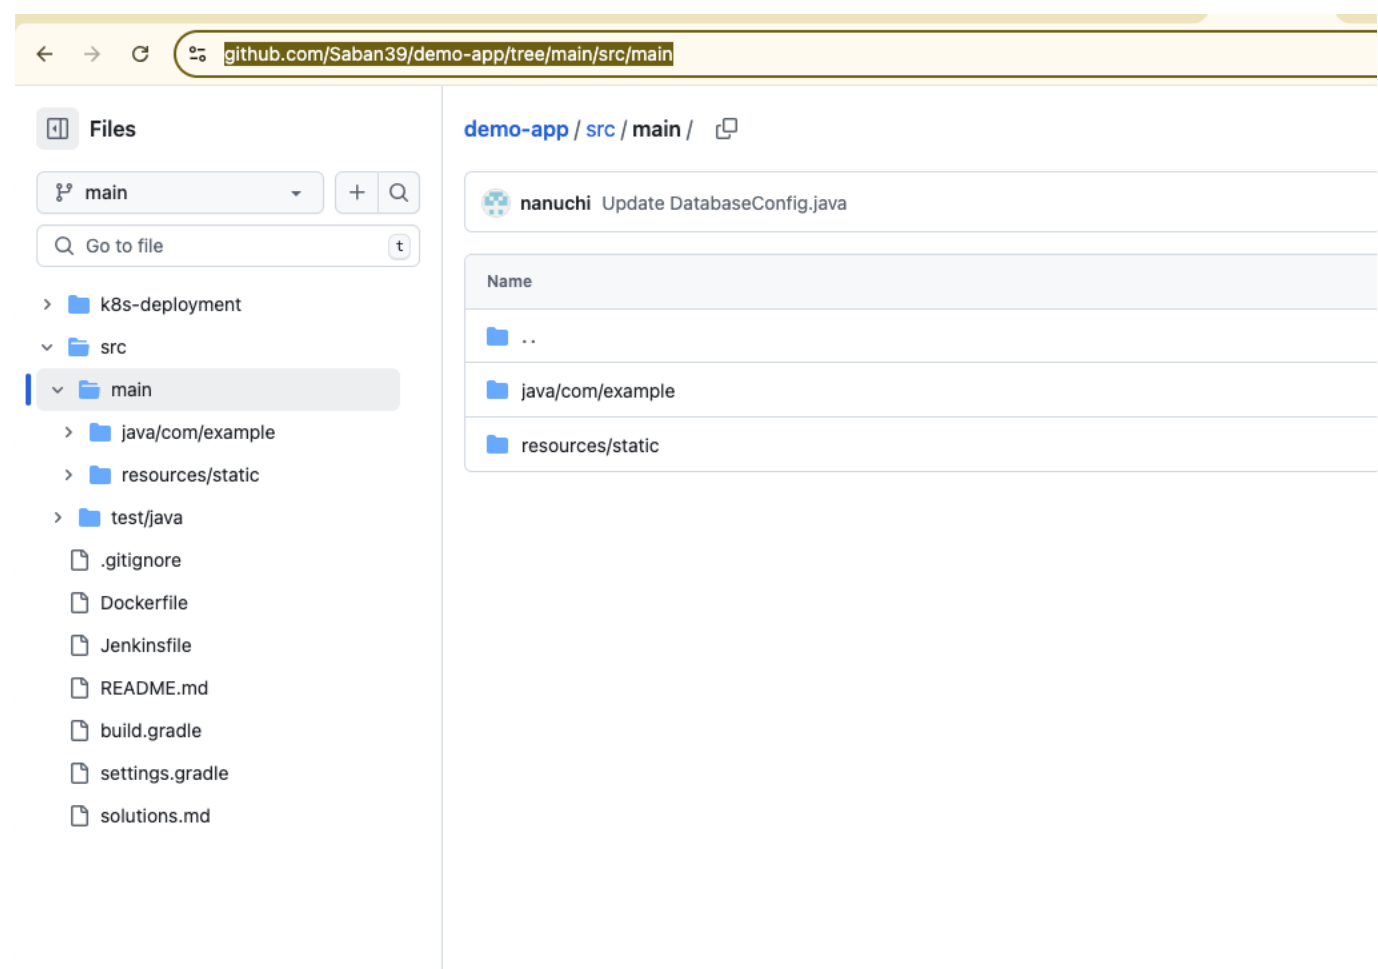 github.com/Saban39/demo-app/tree/main/src/main
Files
main
Go to file
t
k8s-deployment
src
main
java/com/example
resources/static
test/java
.gitignore
Dockerfile
Jenkinsfile
README.md
build.gradle
settings.gradle
solutions.md
demo-app / src / main /
nanuchi Update DatabaseConfig.java
Name
..
java/com/example
resources/static